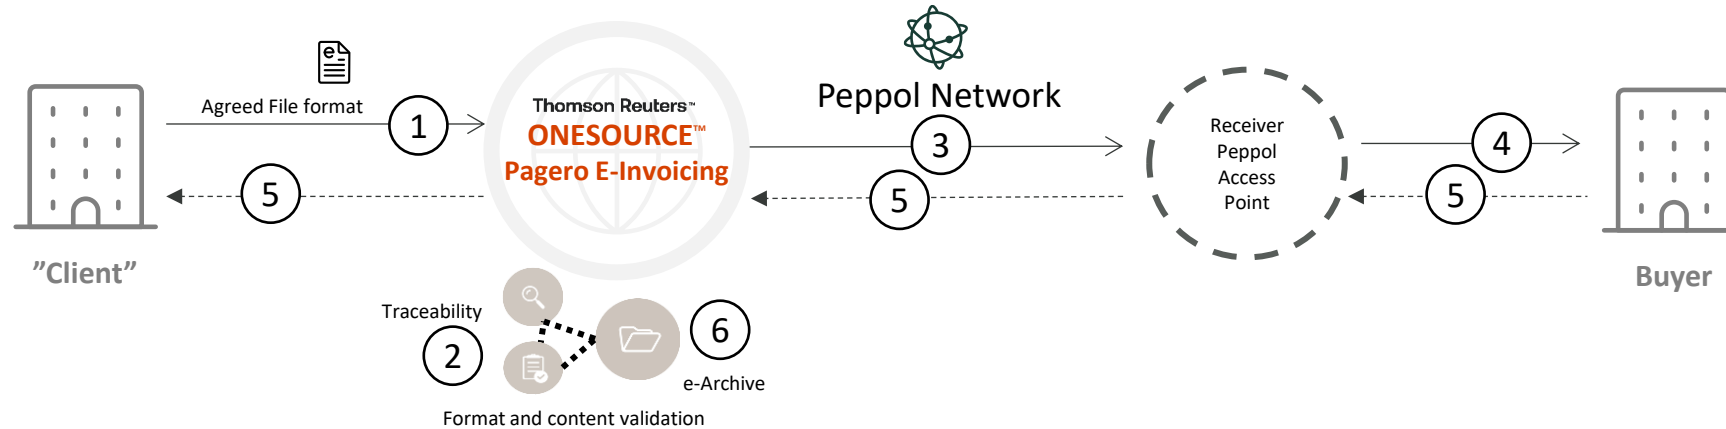 e
Agreed File format
1
5
”Client”
Thomson Reuters™
ONESOURCE™
Pagero E-Invoicing
Traceability
2
6
e-Archive
Format and content validation
Peppol Network
3
5
Receiver
Peppol
Access
Point
4
5
Buyer